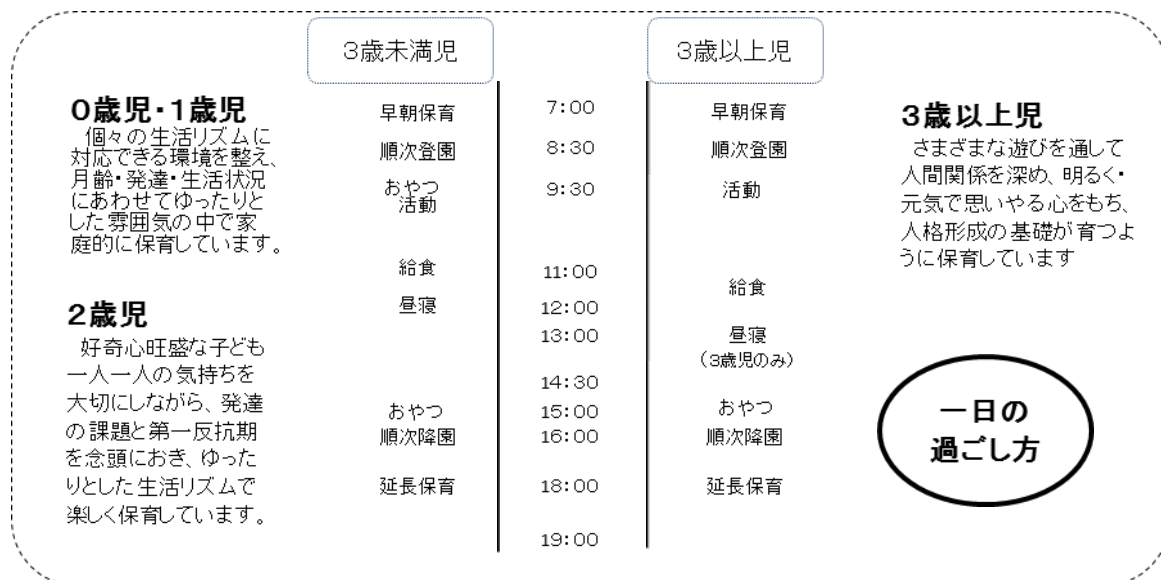 3歳未満児
3歳以上児
0歳児・1歳児
個々の生活リズムに
対応できる環境を整え、
月齢・発達・生活状況
にあわせてゆったりと
した雰囲気の中で家
庭的に保育しています。
2歳児
好奇心旺盛な子ども
一人一人の気持ちを
大切にしながら、発達
の課題と第一反抗期
を念頭におき、ゆった
りとした生活リズムで
楽しく保育しています。
早朝保育 7:00 早朝保育
順次登園 8:30 順次登園
おやつ 9:30 活動
活動
給食 11:00
給食
昼寝 12:00
13:00 昼寝
(3歳児のみ)
14:30
おやつ 15:00 おやつ
順次降園 16:00 順次降園
延長保育 18:00 延長保育
19:00
3歳以上児
さまざまな遊びを通して
人間関係を深め、明るく・
元気で思いやる心をもち、
人格形成の基礎が育つよ
うに保育しています
一日の
過ごし方